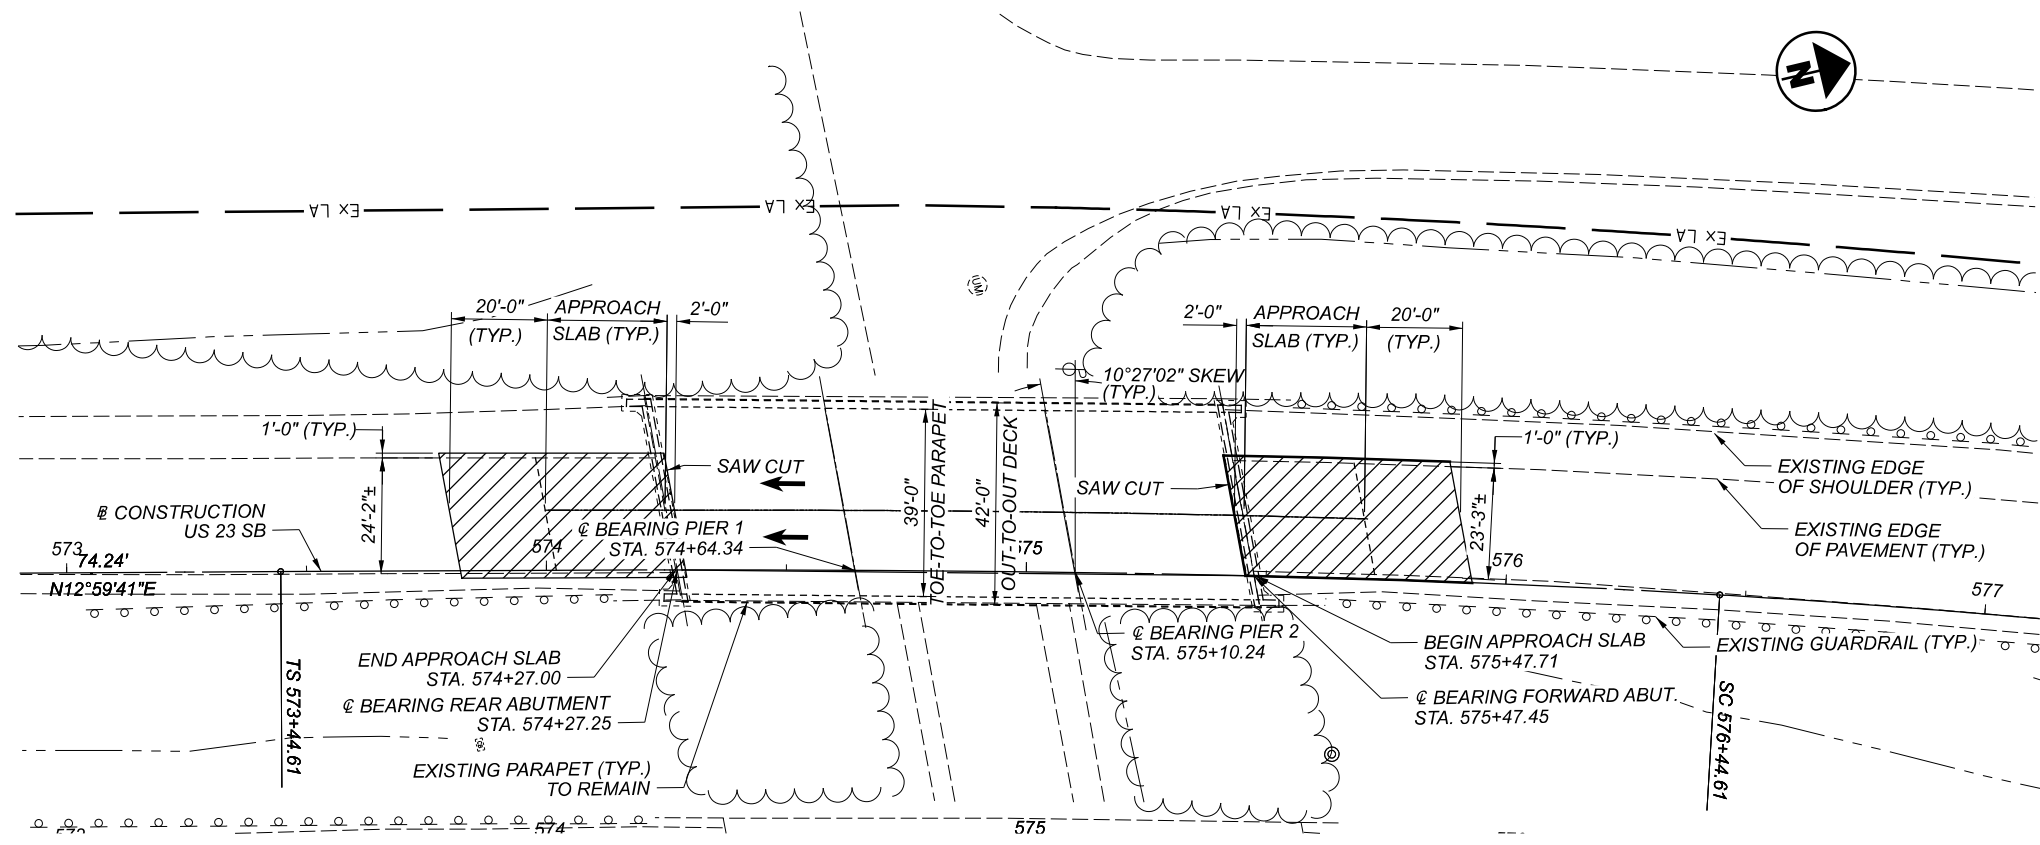 N
Ex LA
Ex LA
Ex LA
Ex LA
UM
20'-0"
(TYP.)
APPROACH
SLAB (TYP.)
2'-0"
2'-0"
APPROACH
SLAB (TYP.)
20'-0"
(TYP.)
10°27'02" SKEW
(TYP.)
1'-0" (TYP.)
SAW CUT
1'-0" (TYP.)
EXISTING EDGE
OF SHOULDER (TYP.)
SAW CUT
℄ CONSTRUCTION
US 23 SB
24'-2"±
℄ BEARING PIER 1
STA. 574+64.34
39'-0"
TOE-TO-TOE PARAPET
42'-0"
OUT-TO-OUT DECK
23'-3"±
EXISTING EDGE
OF PAVEMENT (TYP.)
573
74.24'
N12°59'41"E
574
575
576
577
TS 573+44.61
END APPROACH SLAB
STA. 574+27.00
℄ BEARING REAR ABUTMENT
STA. 574+27.25
EXISTING PARAPET (TYP.)
TO REMAIN
℄ BEARING PIER 2
STA. 575+10.24
BEGIN APPROACH SLAB
STA. 575+47.71
EXISTING GUARDRAIL (TYP.)
℄ BEARING FORWARD ABUT.
STA. 575+47.45
SC 576+44.61
574
575